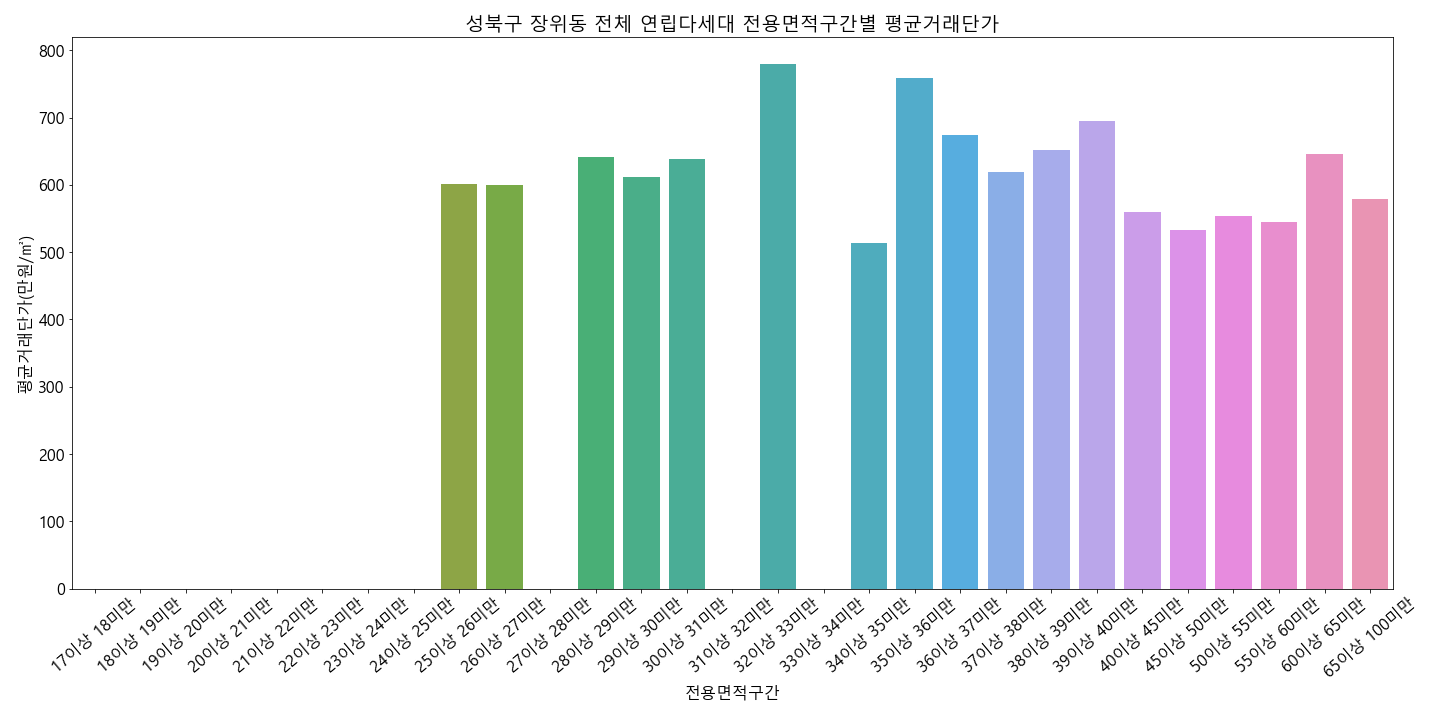 성북구 장위동 전체 연립다세대 전용면적구간별 평균거래단가
평균거래단가(만원/㎡)
800
700
600
500
400
300
200
100
0
17이상 18미만
18이상 19미만
19이상 20미만
20이상 21미만
21이상 22미만
22이상 23미만
23이상 24미만
24이상 25미만
25이상 26미만
26이상 27미만
27이상 28미만
28이상 29미만
29이상 30미만
30이상 31미만
31이상 32미만
32이상 33미만
33이상 34미만
34이상 35미만
35이상 36미만
36이상 37미만
37이상 38미만
38이상 39미만
39이상 40미만
40이상 45미만
45이상 50미만
50이상 55미만
55이상 60미만
60이상 65미만
65이상 100미만
전용면적구간